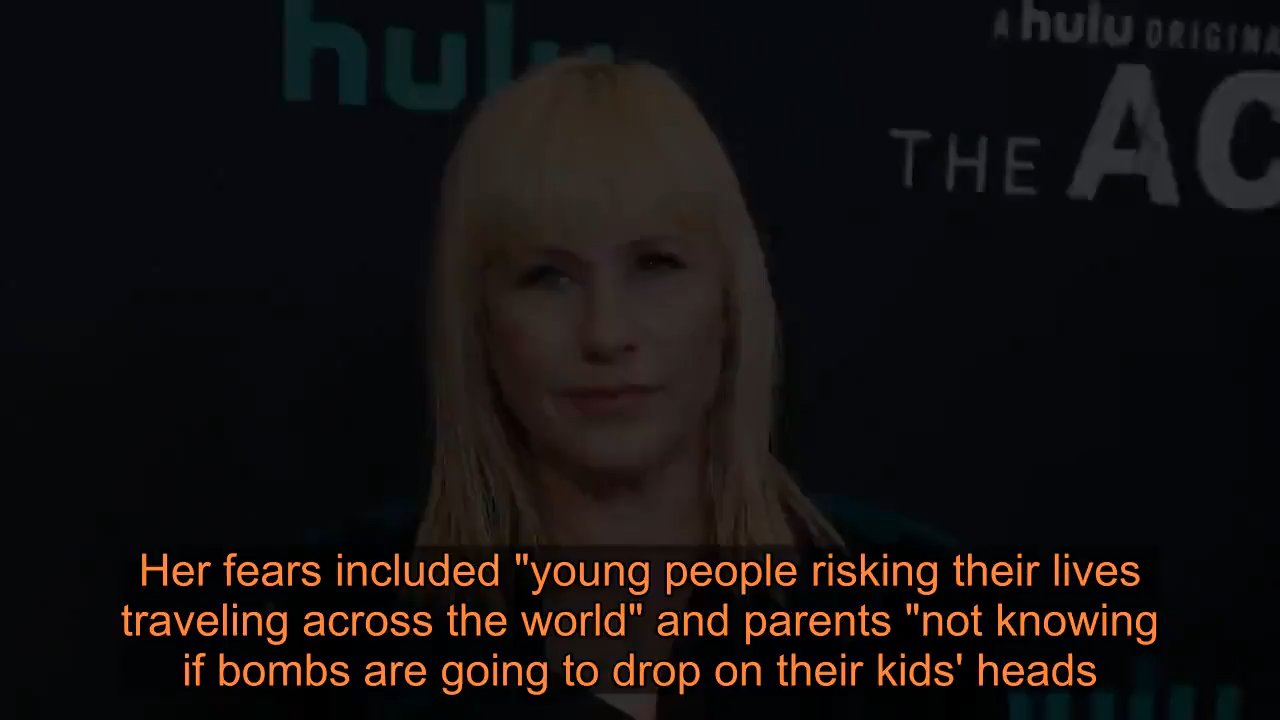 A hulu ORIGINA
hulu
THE AC
Her fears included "young people risking their lives
traveling across the world" and parents "not knowing
if bombs are going to drop on their kids' heads
hulu